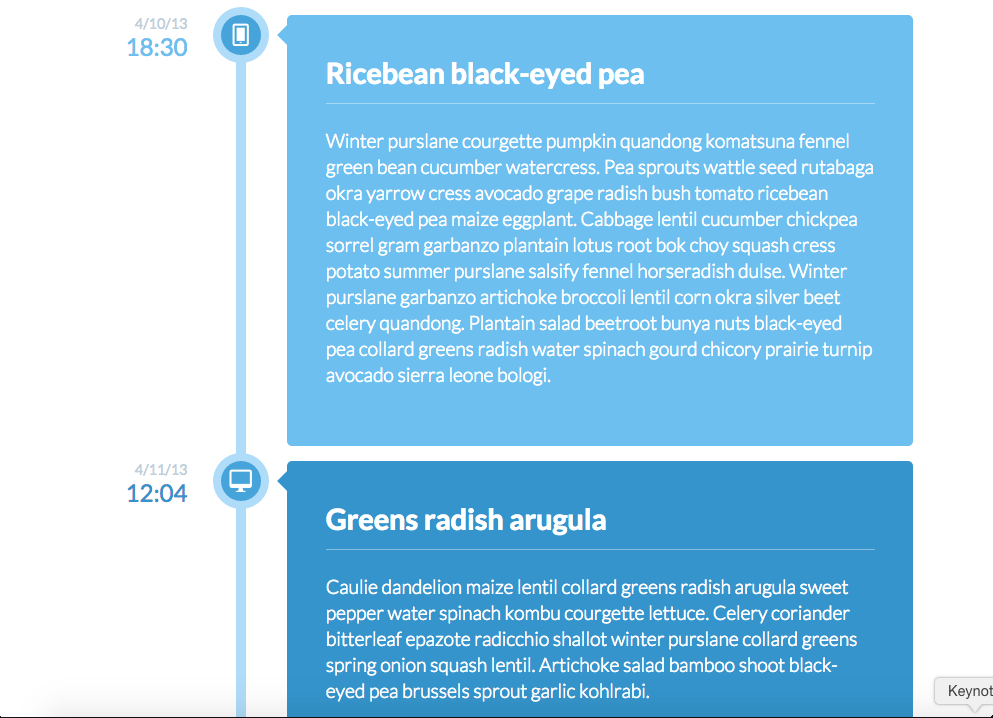 4/10/13
18:30
Ricebean black-eyed pea
Winter purslane courgette pumpkin quandong komatsuna fennel
green bean cucumber watercress. Pea sprouts wattle seed rutabaga
okra yarrow cress avocado grape radish bush tomato ricebean
black-eyed pea maize eggplant. Cabbage lentil cucumber chickpea
sorrel gram garbanzo plantain lotus root bok choy squash cress
potato summer purslane salsify fennel horseradish dulse. Winter
purslane garbanzo artichoke broccoli lentil corn okra silver beet
celery quandong. Plantain salad beetroot bunya nuts black-eyed
pea collard greens radish water spinach gourd chicory prairie turnip
avocado sierra leone bologi.
4/11/13
12:04
Greens radish arugula
Caulie dandelion maize lentil collard greens radish arugula sweet
pepper water spinach kombu courgette lettuce. Celery coriander
bitterleaf epazote radicchio shallot winter purslane collard greens
spring onion squash lentil. Artichoke salad bamboo shoot black-
eyed pea brussels sprout garlic kohlrabi.
Keynot